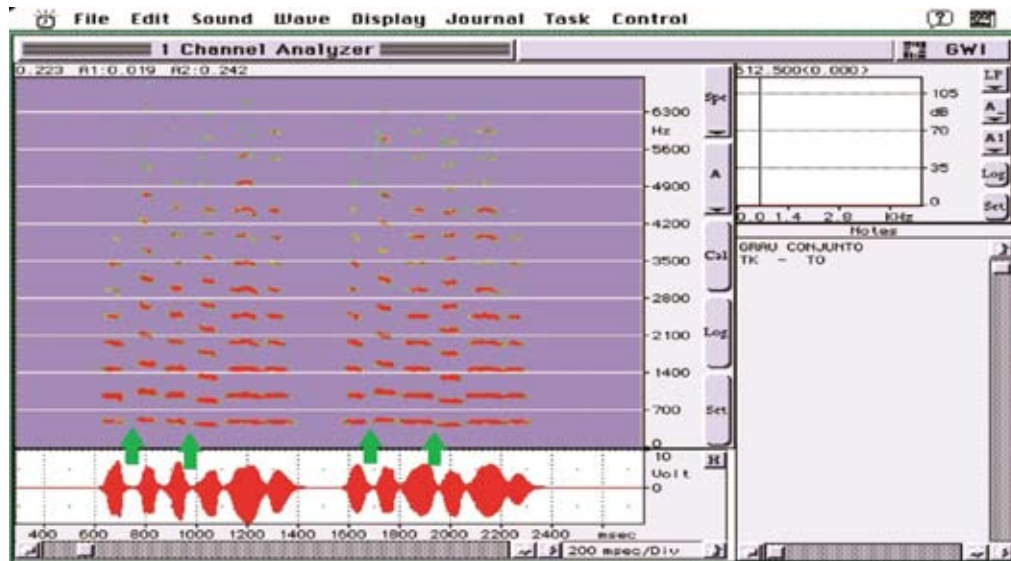 File Edit Sound Wave Display Journal Task Control
1 Channel Analyzer GWI
0.223 A1:0.019 A2:0.242
512.500(0.000)
6300
Hz
5600
4900
4200
3500
2800
2100
1400
700
0
Spc
A
Cal
Log
Set
105
dB
70
35
0
0.0 1.4 2.8 KHz
LP
A_
A1
Log
Set
Notes
GRAU CONJUNTO
TK - TO
10
Volt
0
H
400 600 800 1000 1200 1400 1600 1800 2000 2200 2400 msec
200 msec/Div